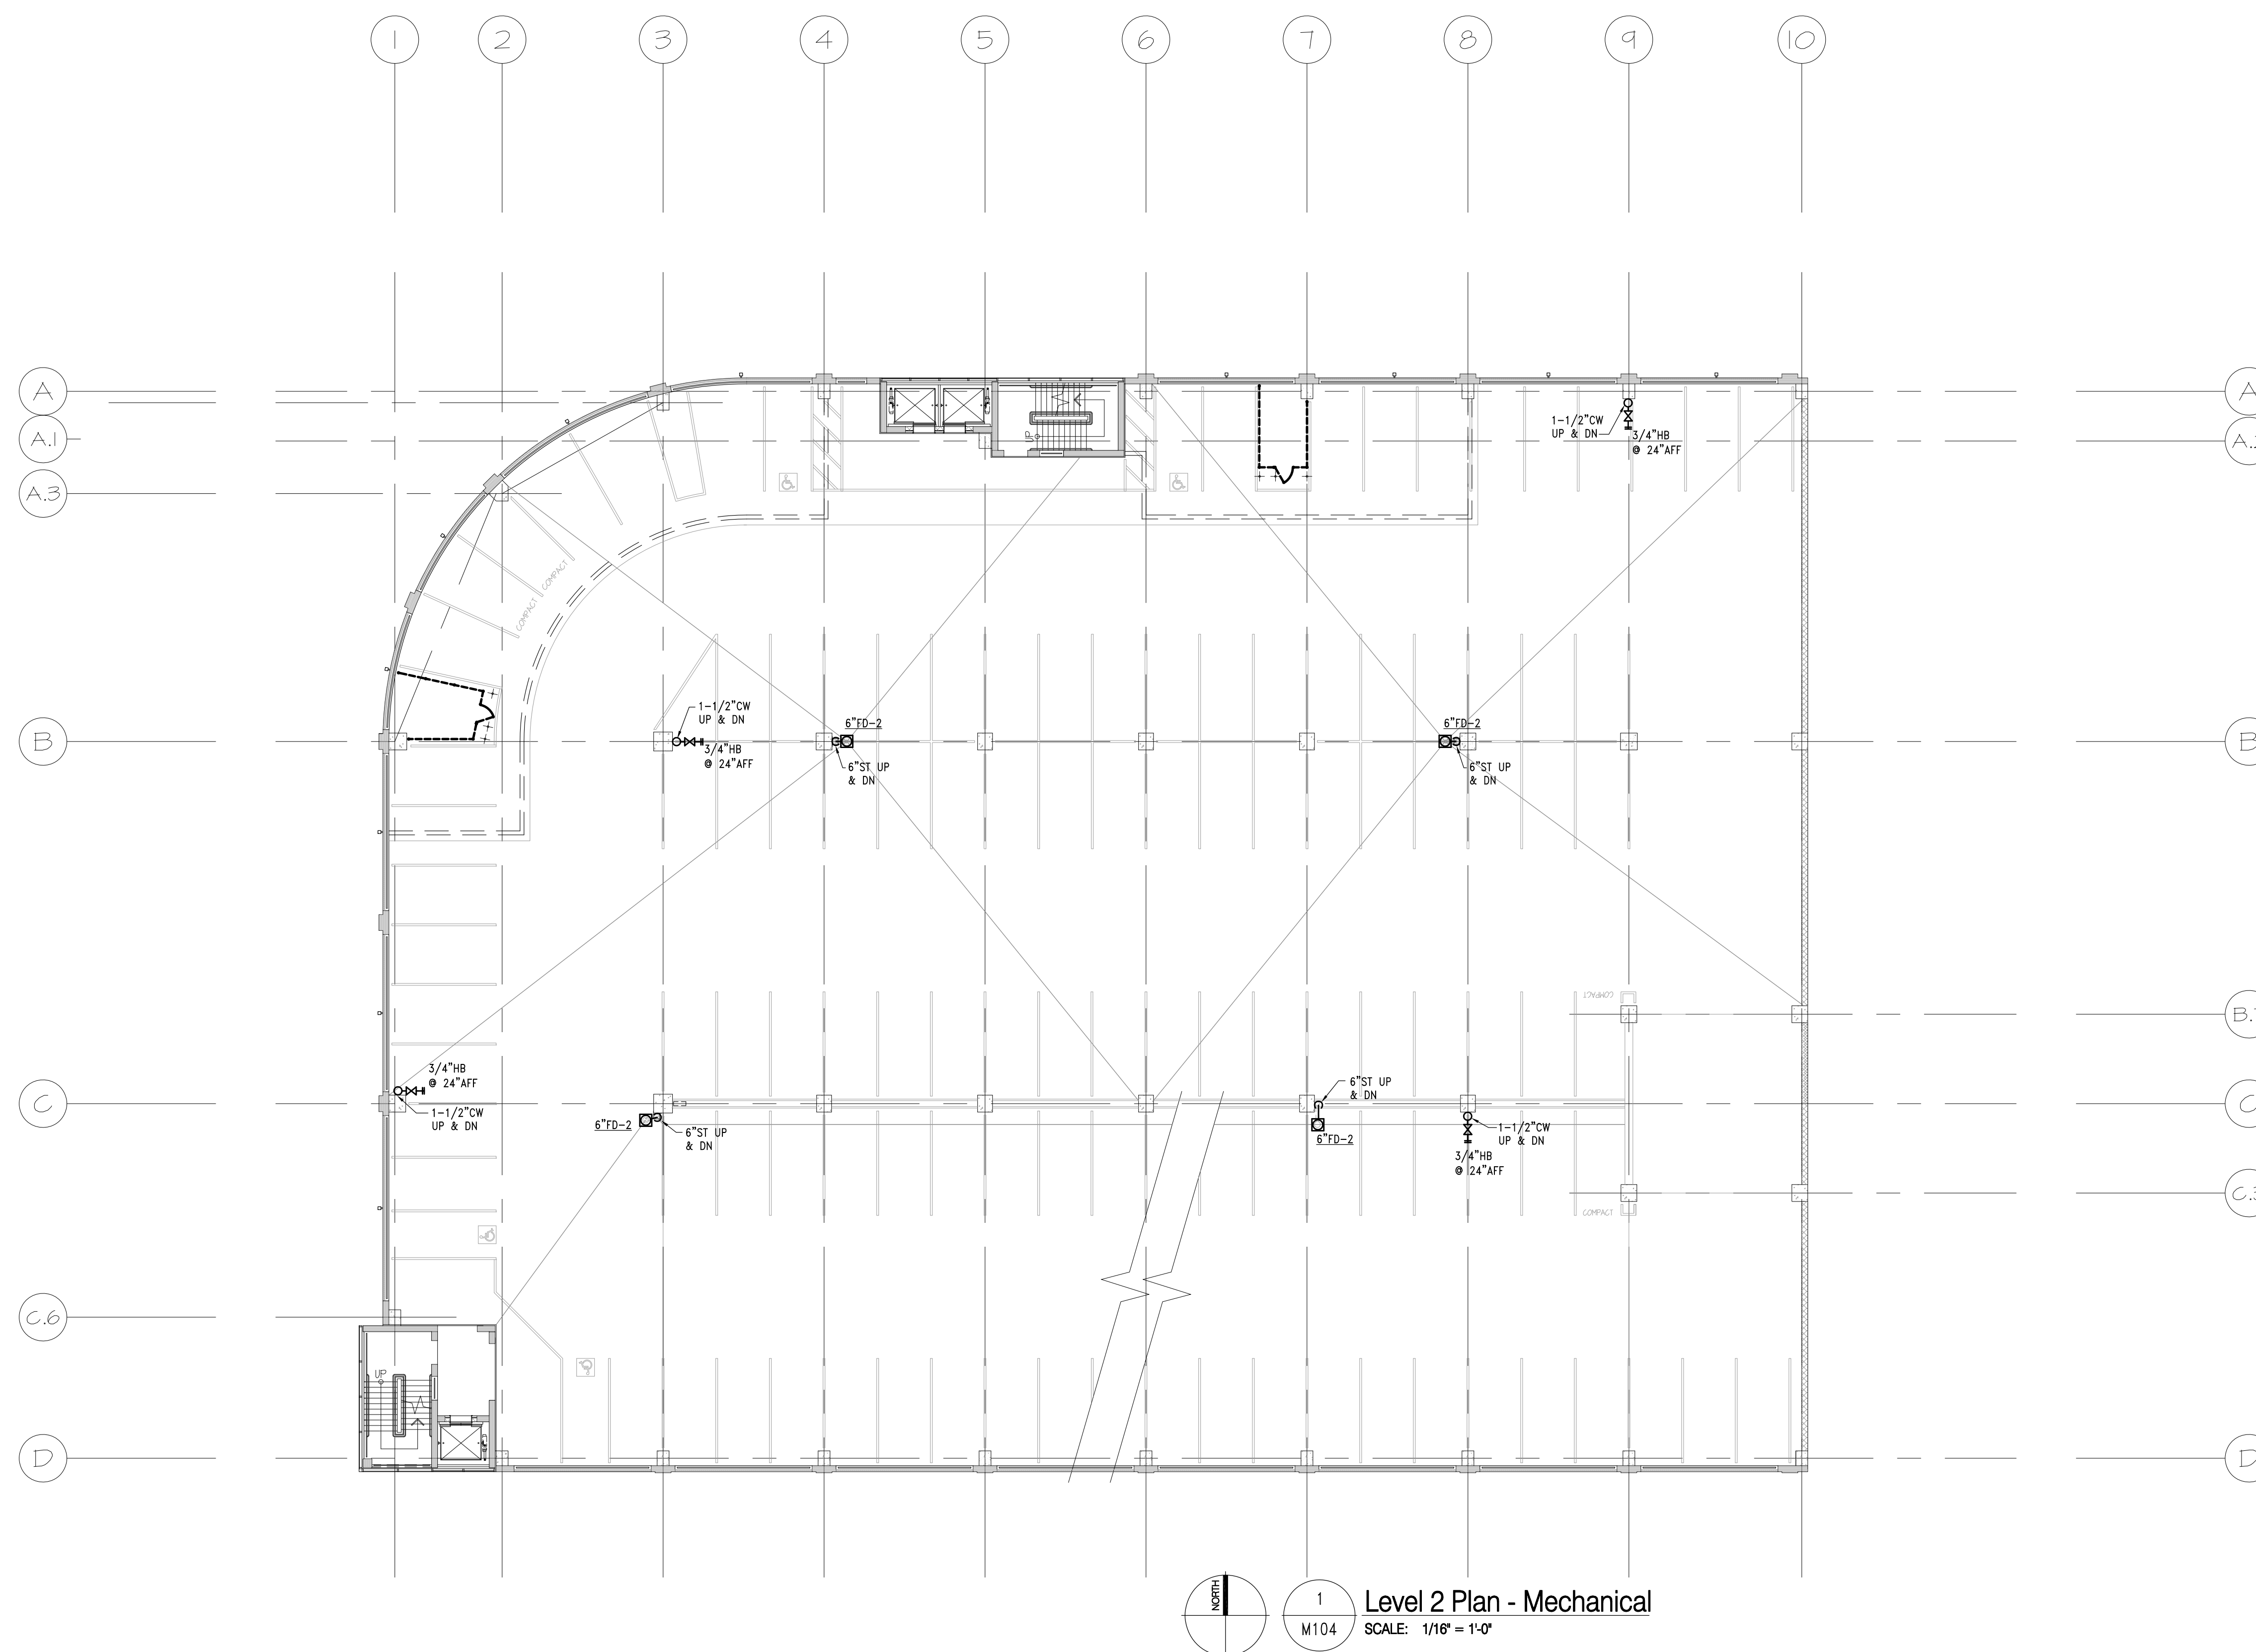 1 2 3 4 5 6 7 8 9 10
A
A
A.1
A.3
1-1/2"CW
UP & DN
3/4"HB
@ 24"AFF
UP
COMPACT
COMPACT
1-1/2"CW
UP & DN
3/4"HB
@ 24"AFF
6"FD-2
6"ST UP
& DN
6"FD-2
6"ST UP
& DN
B
B
COMPACT
3/4"HB
@ 24"AFF
1-1/2"CW
UP & DN
C
C
6"FD-2
6"ST UP
& DN
6"ST UP
& DN
6"FD-2
1-1/2"CW
UP & DN
3/4"HB
@ 24"AFF
COMPACT
C.6
UP
D
D
NORTH
1
M104
Level 2 Plan - Mechanical
SCALE: 1/16" = 1'-0"